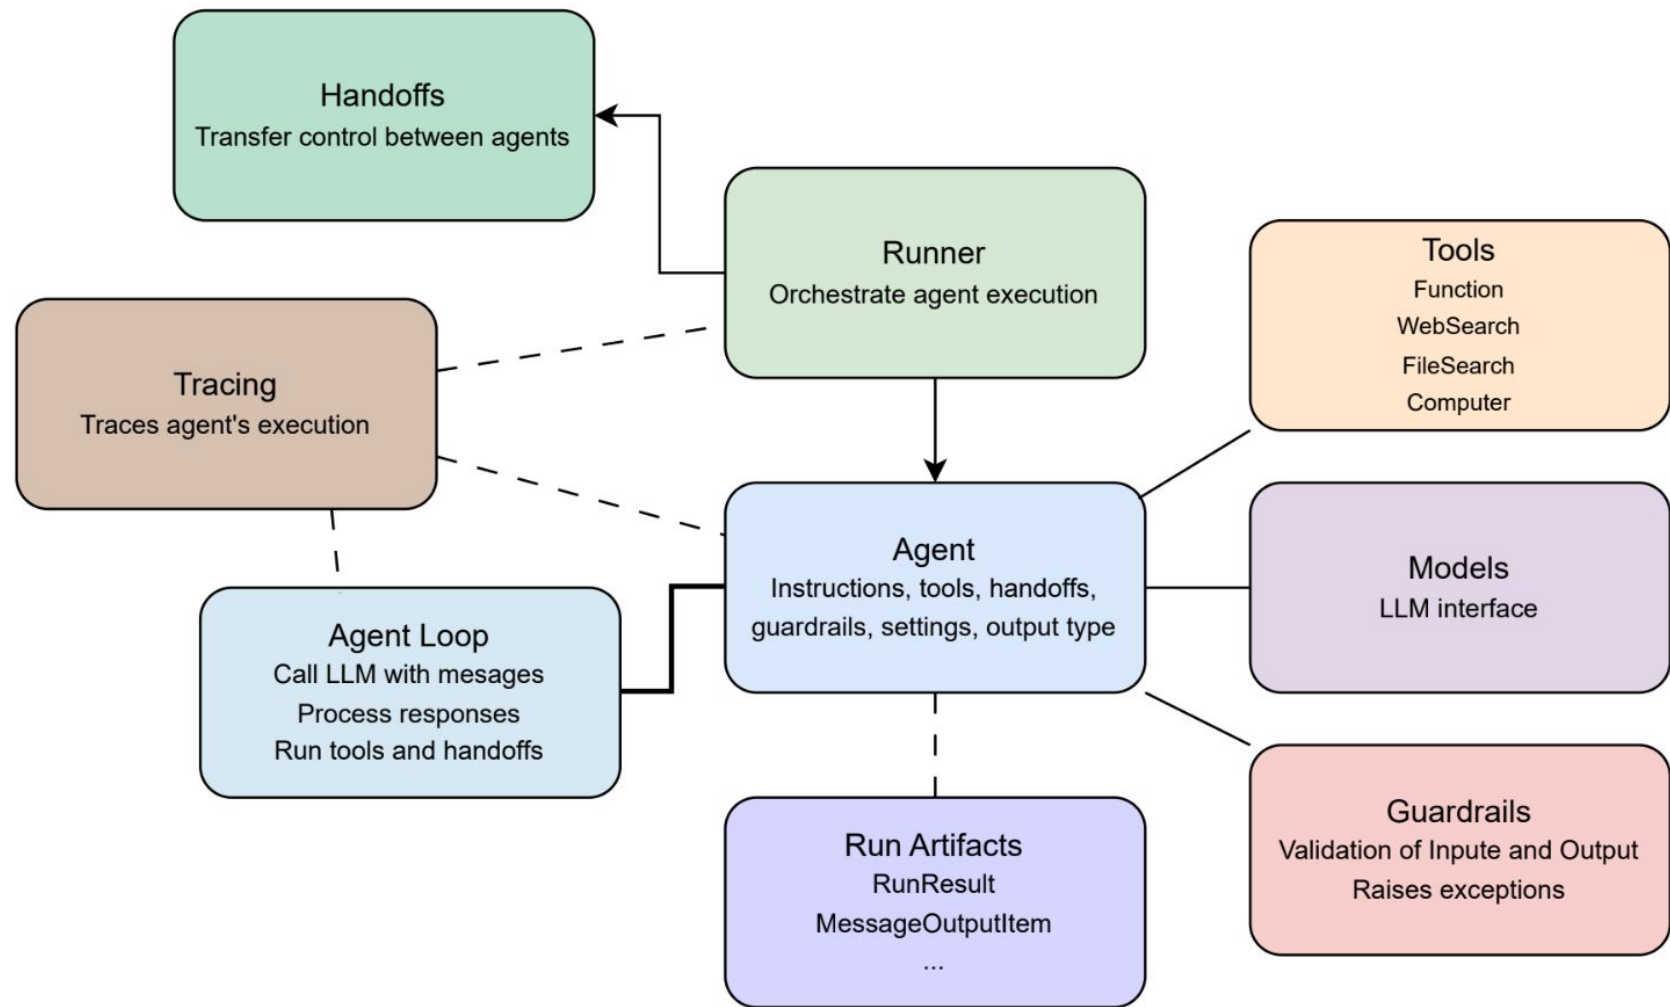 Handoffs
Transfer control between agents
Runner
Orchestrate agent execution
Tools
Function
WebSearch
FileSearch
Computer
Tracing
Traces agent's execution
Agent
Instructions, tools, handoffs,
guardrails, settings, output type
Models
LLM interface
Agent Loop
Call LLM with mesages
Process responses
Run tools and handoffs
Run Artifacts
RunResult
MessageOutputItem
...
Guardrails
Validation of Inpute and Output
Raises exceptions